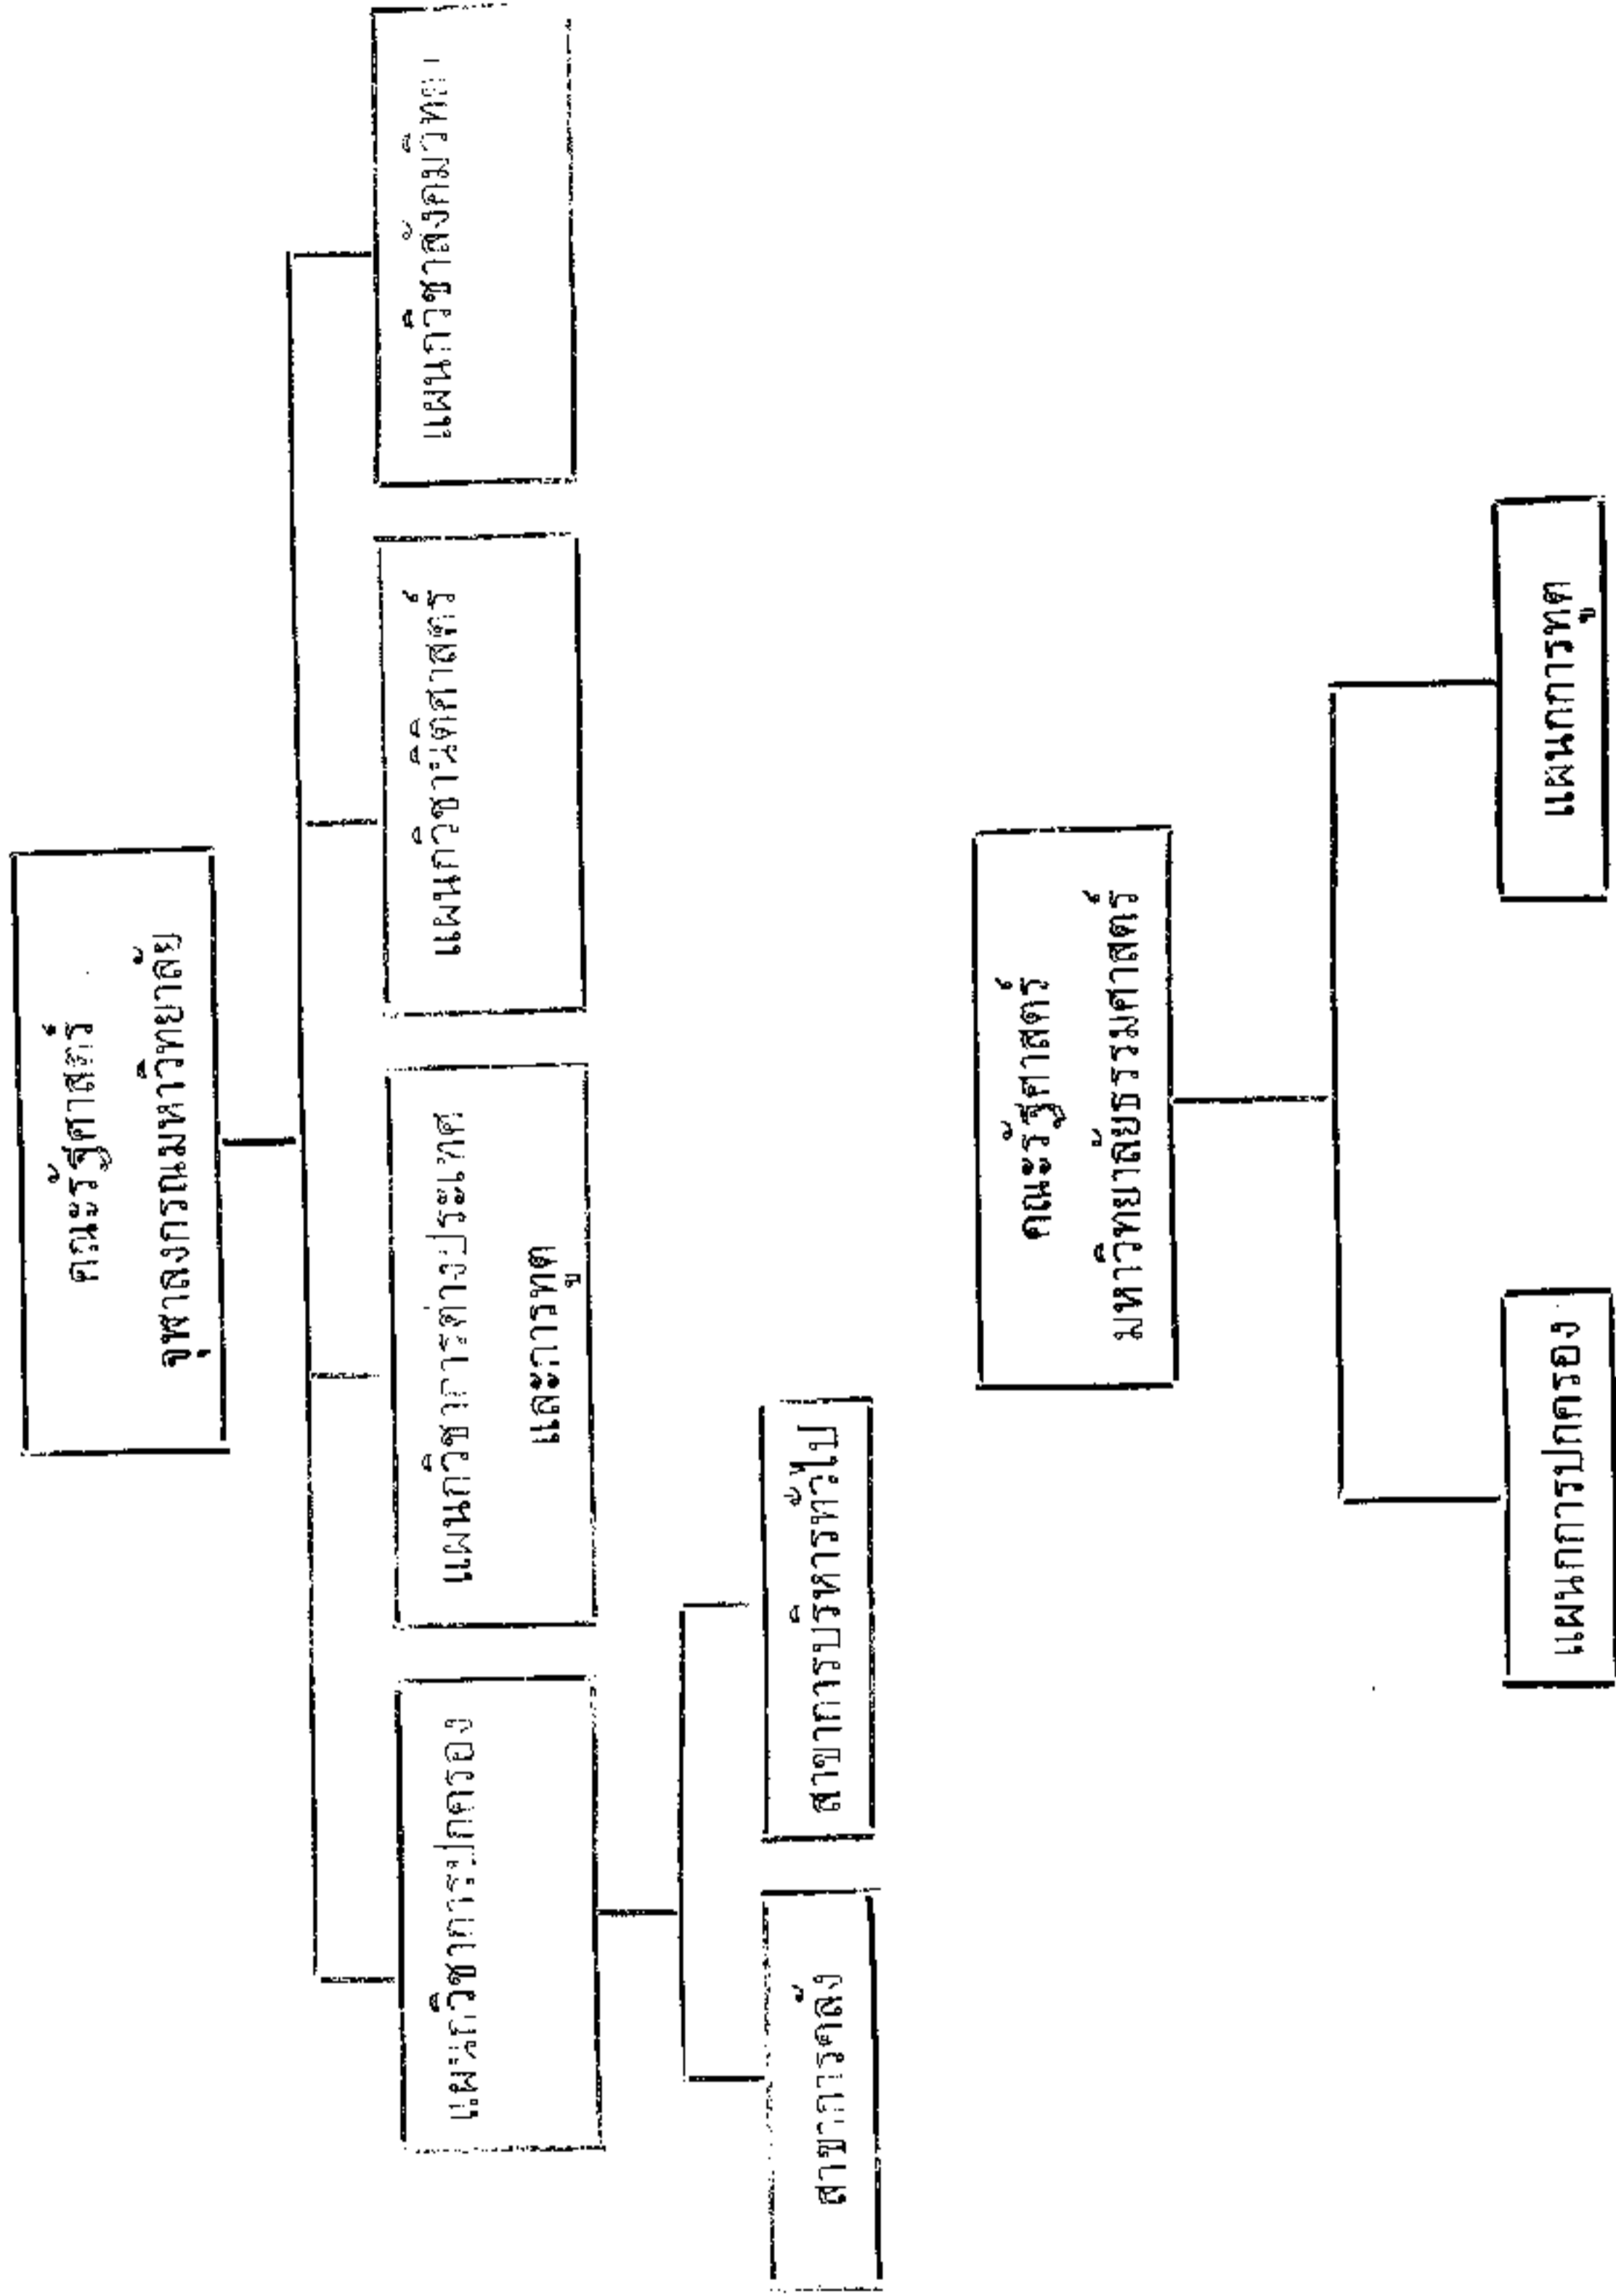 คณะรัฐศาสตร์
จุฬาลงกรณมหาวิทยาลัย
แผนกวิชาการปกครอง
แผนกวิชาการต่างประเทศ
และการทูต
แผนกวิชานิติศาสตร์
แผนกวิชาสังคมวิทยา
สาขาการคลัง
สาขาการบริหารทั่วไป
คณะรัฐศาสตร์
มหาวิทยาลัยธรรมศาสตร์
แผนกการปกครอง
แผนกการทูต